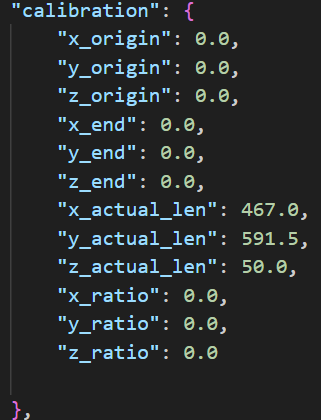 "calibration": {
"x_origin": 0.0,
"y_origin": 0.0,
"z_origin": 0.0,
"x_end": 0.0,
"y_end": 0.0,
"z_end": 0.0,
"x_actual_len": 467.0,
"y_actual_len": 591.5,
"z_actual_len": 50.0,
"x_ratio": 0.0,
"y_ratio": 0.0,
"z_ratio": 0.0
},